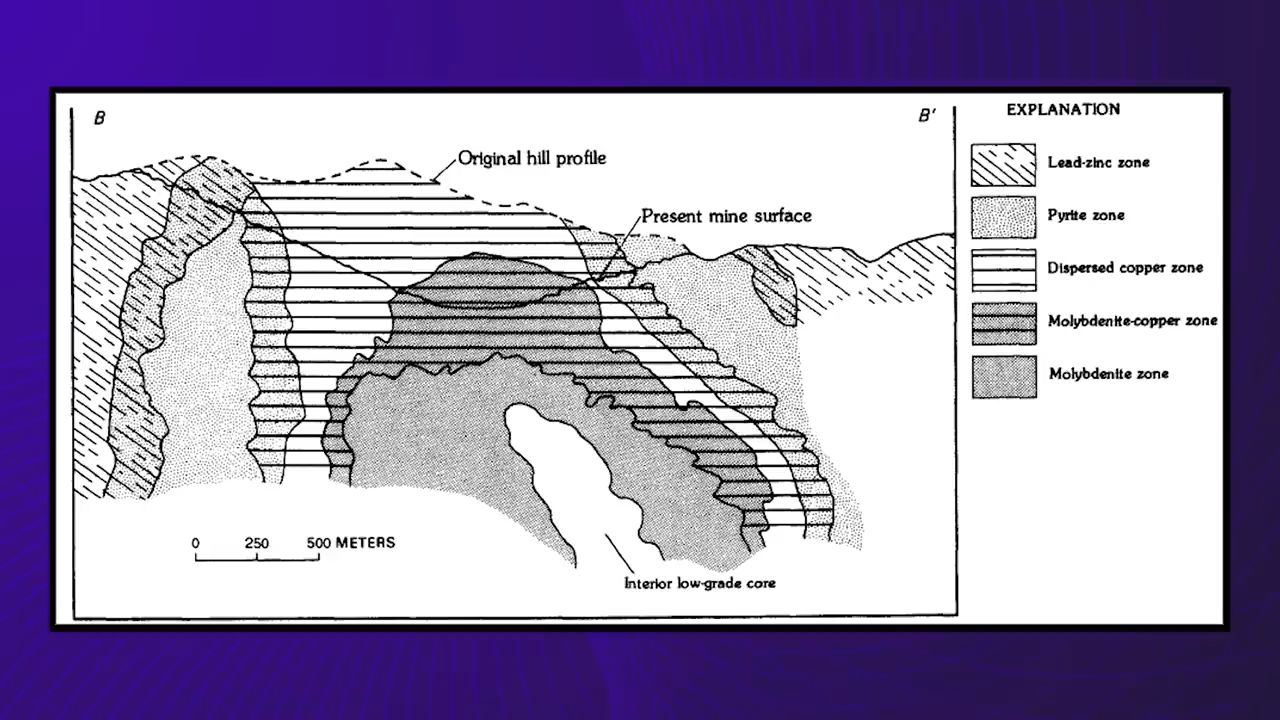 B
B'
Original hill profile
Present mine surface
0 250 500 METERS
Interior low-grade core
EXPLANATION
Lead-zinc zone
Pyrite zone
Dispersed copper zone
Molybdenite-copper zone
Molybdenite zone